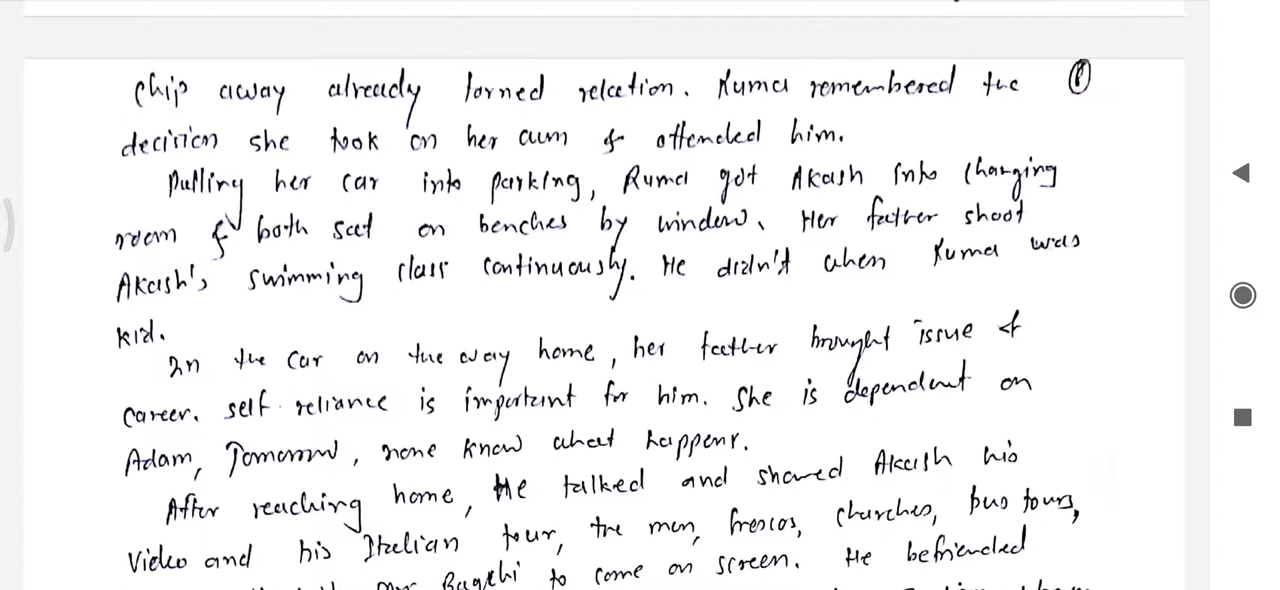 chip away already torned relation. Ruma remembered the 8
decision she took on her aum & offended him.
Pulling her car into parking, Ruma got Akash into changing
room & both sat on benches by window. Her father shoot
Akash's swimming class continuously. He didn't when Ruma was
kid.
In the car on the way home, her father brought issue of
career. self reliance is important for him. She is dependent on
Adam, Tomorrow, none know what happens.
After reaching home, He talked and showed Akash his
Video and his Italian tour, the men, frescos, churches, bus tours,
Mrs Bagchi to come on screen. He befriended